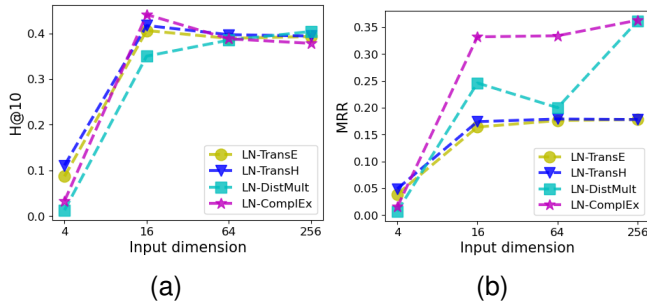 H@10
0.4
0.3
0.2
0.1
0.0
LN-TransE
LN-TransH
LN-DistMult
LN-ComplEx
4 16 64 256
Input dimension
(a)
MRR
0.35
0.30
0.25
0.20
0.15
0.10
0.05
0.00
LN-TransE
LN-TransH
LN-DistMult
LN-ComplEx
4 16 64 256
Input dimension
(b)